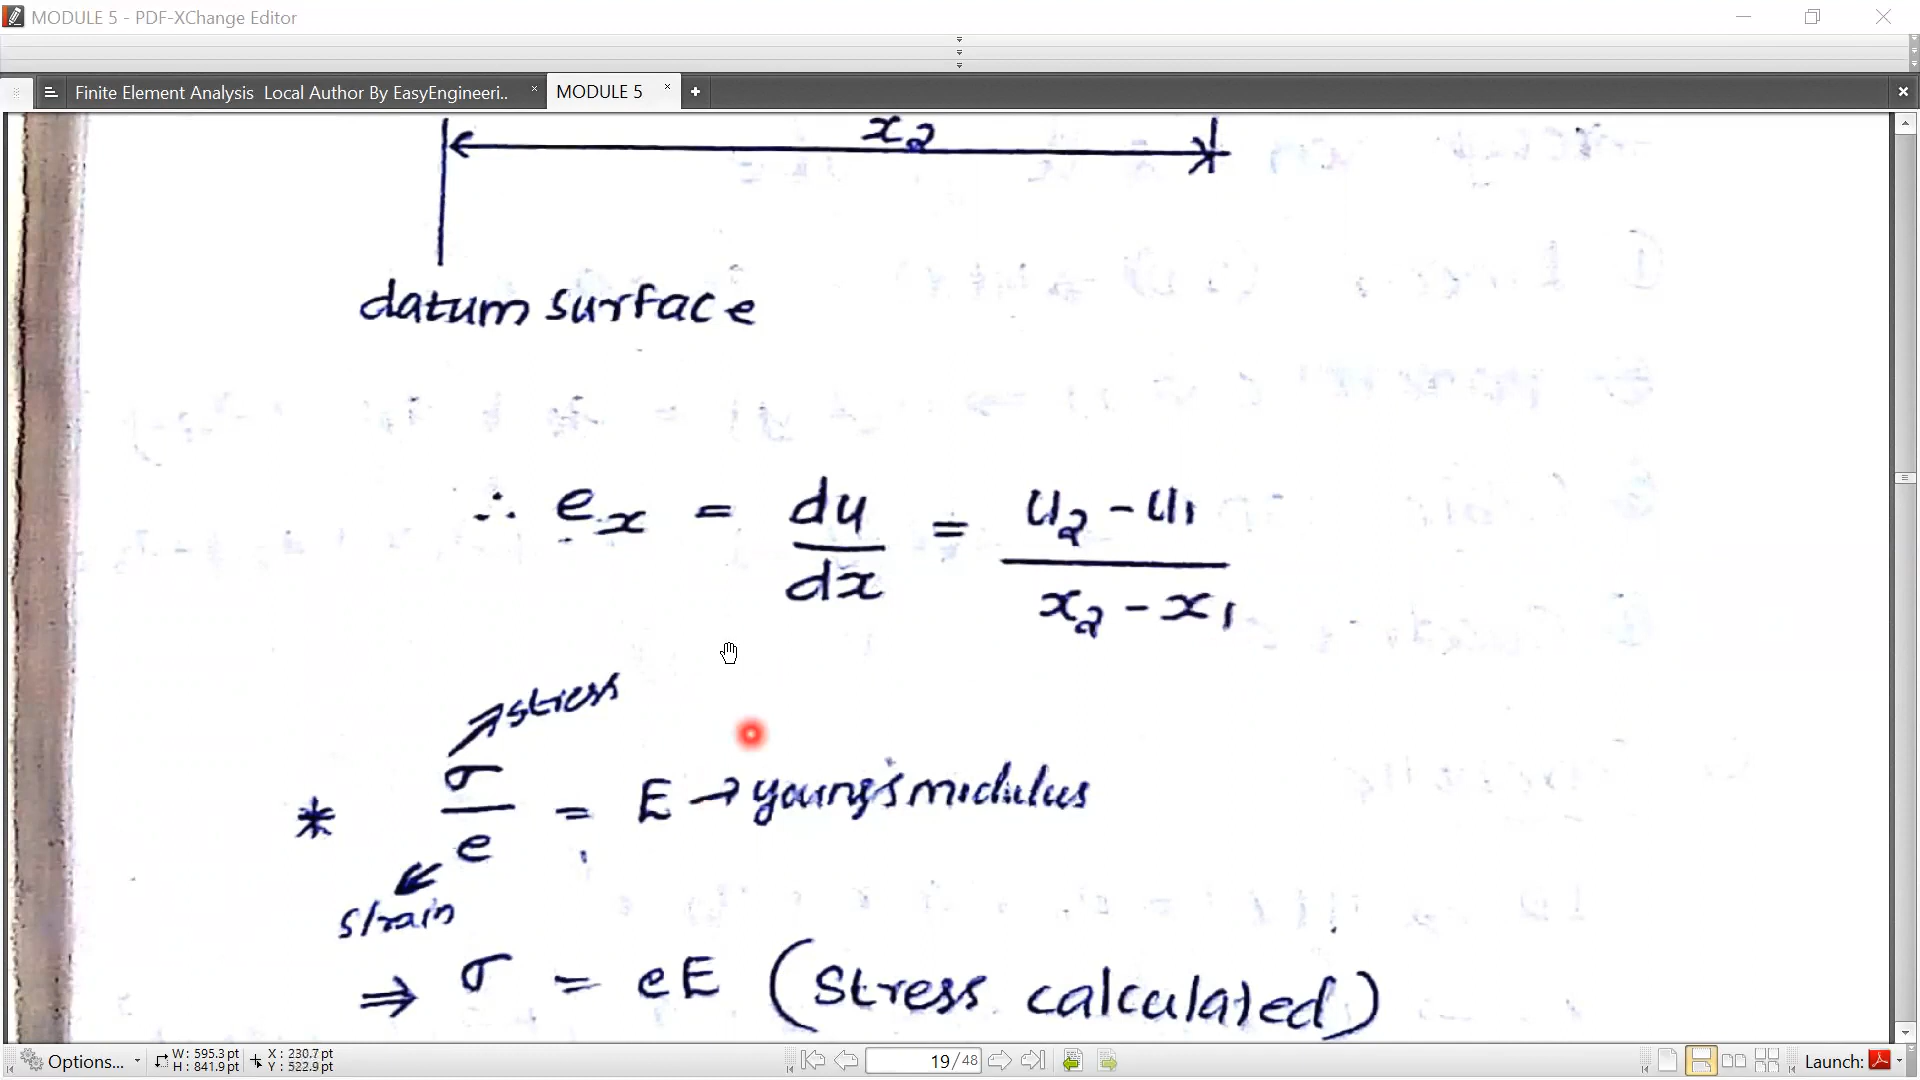 MODULE 5 - PDF-XChange Editor
Finite Element Analysis Local Author By EasyEngineeri..
MODULE 5
x2
datum surface
∴ ex = du/dx = u2 - u1 / x2 - x1
stress
* σ/e = E → young's modulus
strain
⇒ σ = eE (Stress calculated)
Options...
W: 595.3 pt
H: 841.9 pt
X: 230.7 pt
Y: 522.9 pt
19 / 48
Launch: